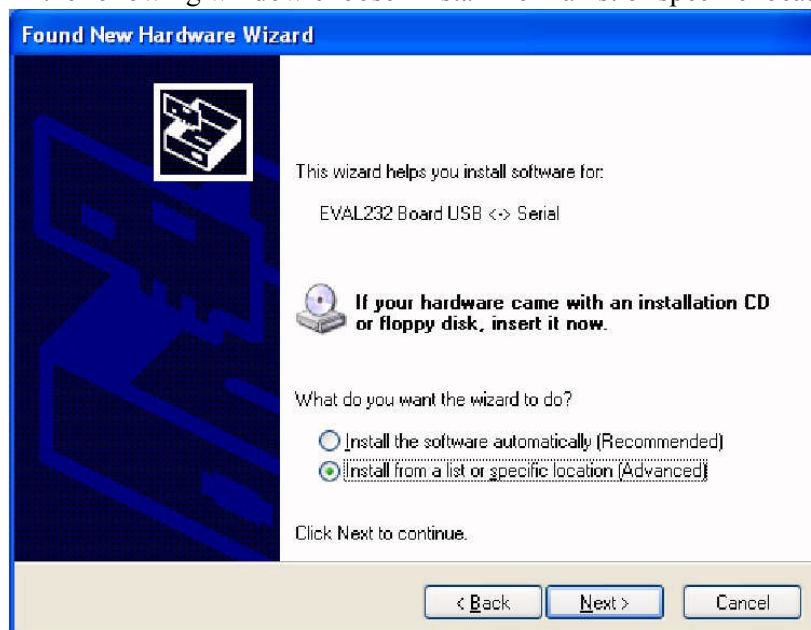 Found New Hardware Wizard
This wizard helps you install software for:
EVAL232 Board USB <-> Serial
If your hardware came with an installation CD
or floppy disk, insert it now.
What do you want the wizard to do?
Install the software automatically (Recommended)
Install from a list or specific location (Advanced)
Click Next to continue.
< Back Next > Cancel